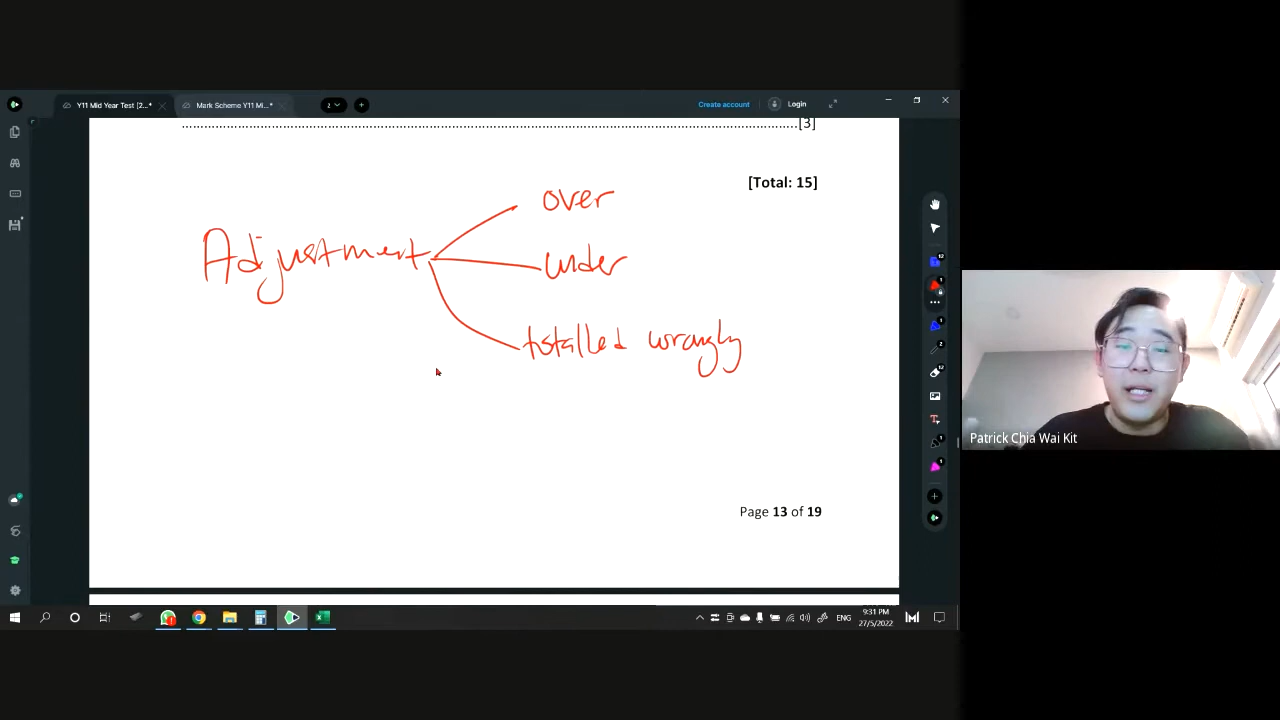 Y11 Mid Year Test (2...*
Mark Scheme Y11 Mi...*
2
Create account
Login
[3]
[Total: 15]
over
Adjustment
under
totalled wrongly
Page 13 of 19
Patrick Chia Wai Kit
ENG
9:31 PM
27/5/2022